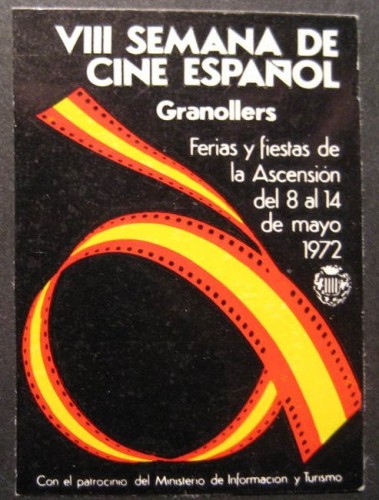 VIII SEMANA DE
CINE ESPAÑOL
Granollers
Ferias y fiestas de
la Ascensión
del 8 al 14
de mayo
1972
Con el patrocinio del Ministerio de Informacion y Turismo